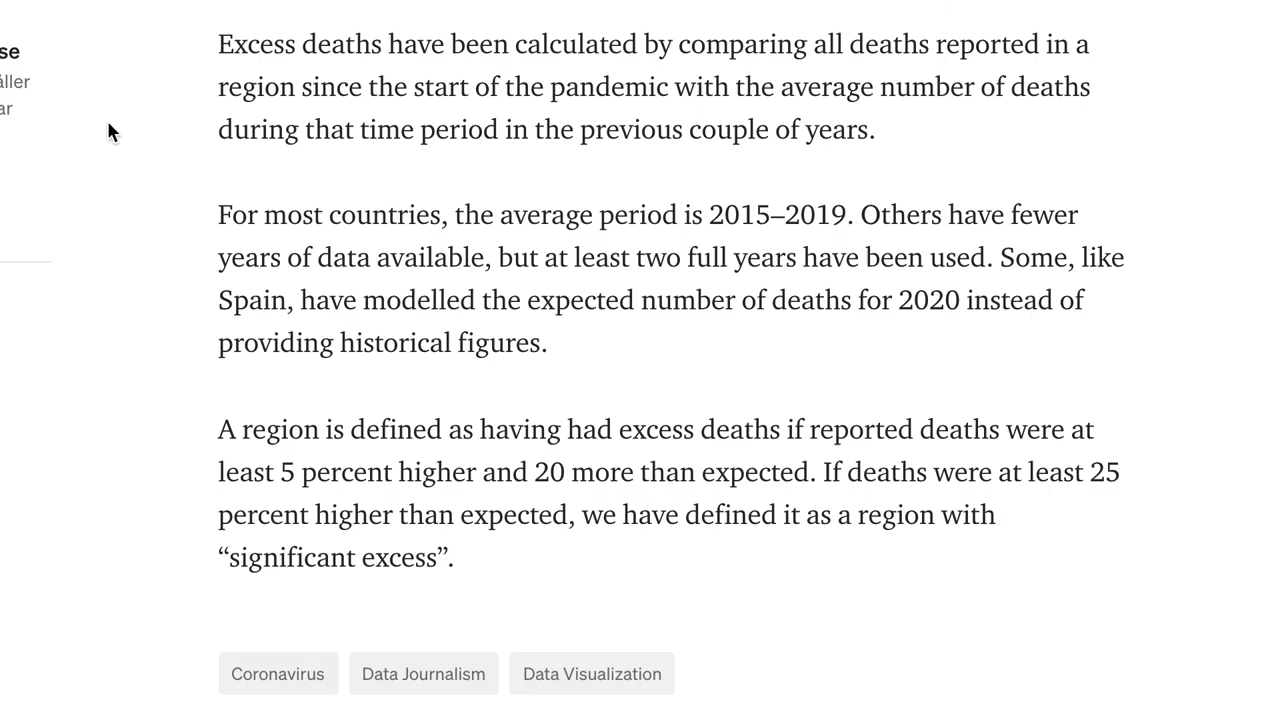 se
äller
ar
Excess deaths have been calculated by comparing all deaths reported in a
region since the start of the pandemic with the average number of deaths
during that time period in the previous couple of years.
For most countries, the average period is 2015–2019. Others have fewer
years of data available, but at least two full years have been used. Some, like
Spain, have modelled the expected number of deaths for 2020 instead of
providing historical figures.
A region is defined as having had excess deaths if reported deaths were at
least 5 percent higher and 20 more than expected. If deaths were at least 25
percent higher than expected, we have defined it as a region with
“significant excess”.
Coronavirus
Data Journalism
Data Visualization